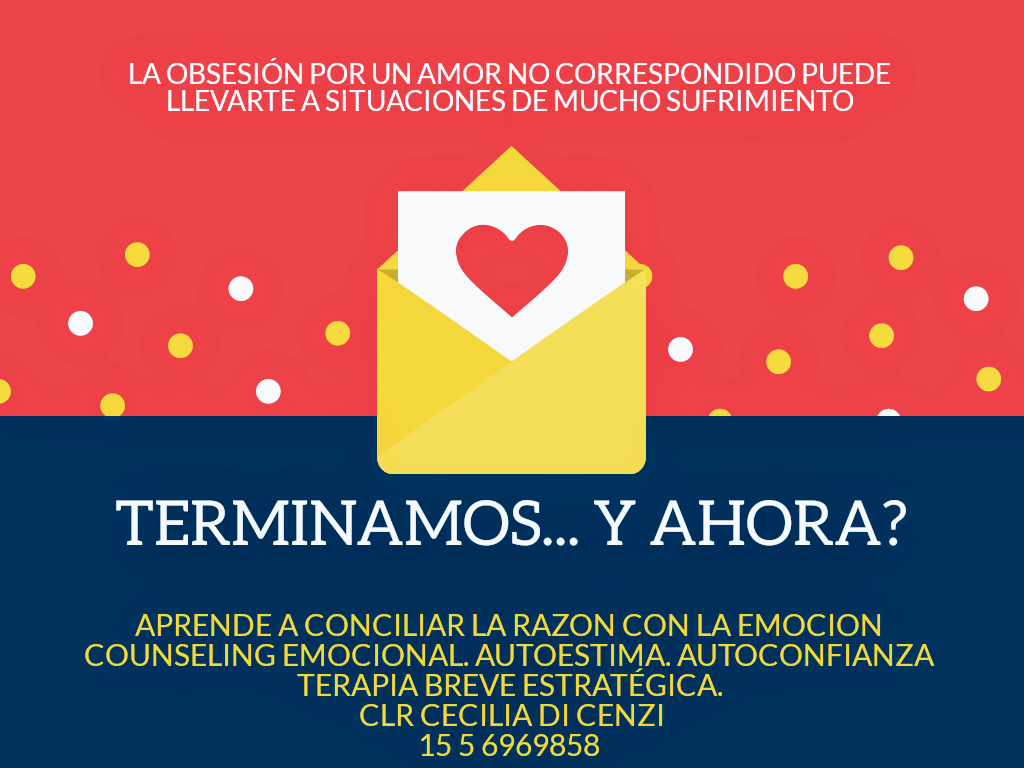 LA OBSESIÓN POR UN AMOR NO CORRESPONDIDO PUEDE
LLEVARTE A SITUACIONES DE MUCHO SUFRIMIENTO
TERMINAMOS... Y AHORA?
APRENDE A CONCILIAR LA RAZON CON LA EMOCION
COUNSELING EMOCIONAL. AUTOESTIMA. AUTOCONFIANZA
TERAPIA BREVE ESTRATÉGICA.
CLR CECILIA DI CENZI
15 5 6969858